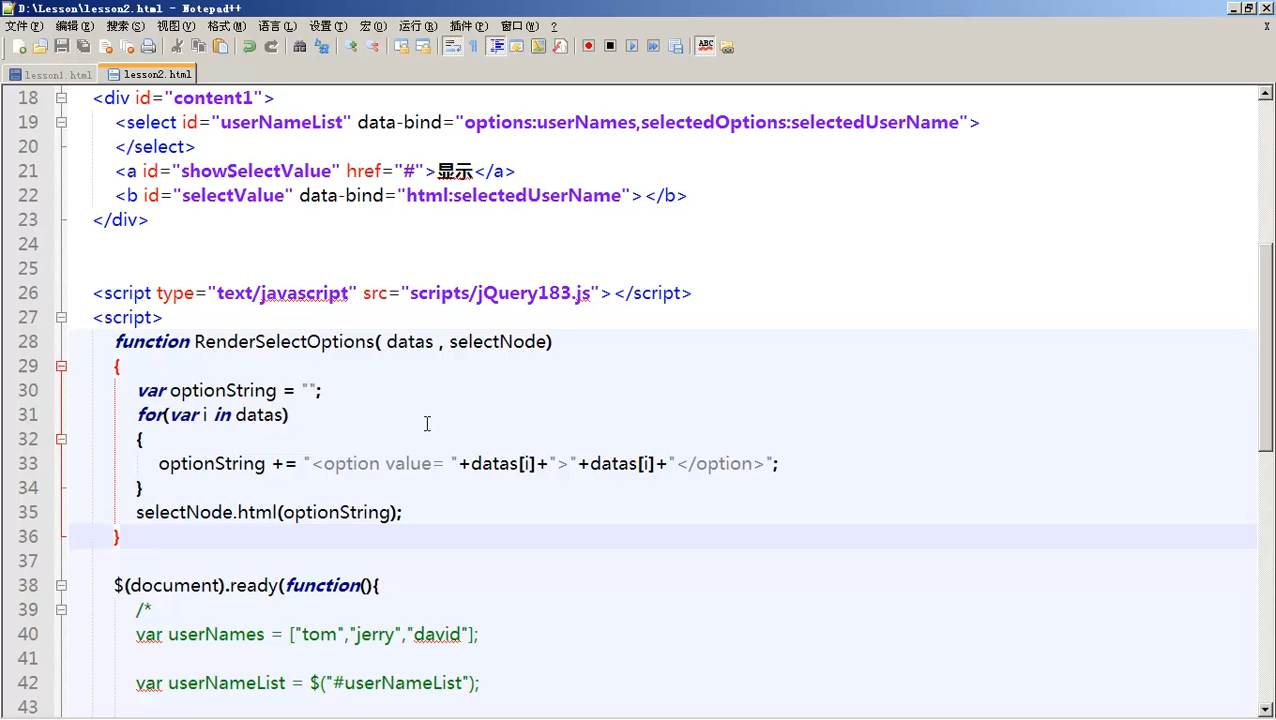 D:\Lesson\lesson2.html - Notepad++
文件(F) 编辑(E) 搜索(S) 视图(V) 格式(M) 语言(L) 设置(T) 宏(O) 运行(R) 插件(P) 窗口(W) ?
X
ABC
lesson1.html lesson2.html
18 <div id="content1">
19 <select id="userNameList" data-bind="options:userNames,selectedOptions:selectedUserName">
20 </select>
21 <a id="showSelectValue" href="#">显示</a>
22 <b id="selectValue" data-bind="html:selectedUserName"></b>
23 </div>
24
25
26 <script type="text/javascript" src="scripts/jQuery183.js"></script>
27 <script>
28 function RenderSelectOptions( datas , selectNode)
29 {
30 var optionString = "";
31 for(var i in datas)
32 {
33 optionString += "<option value= "+datas[i]+">"+datas[i]+"</option>";
34 }
35 selectNode.html(optionString);
36 }
37
38 $(document).ready(function(){
39 /*
40 var userNames = ["tom","jerry","david"];
41
42 var userNameList = $("#userNameList");
43